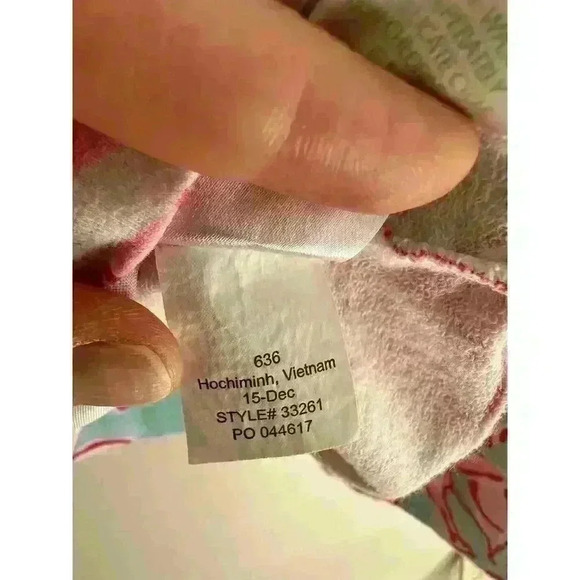 636
Hochiminh, Vietnam
15-Dec
STYLE# 33261
PO 044617